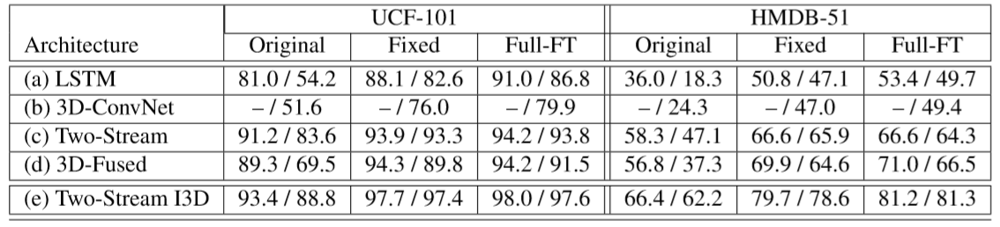 UCF-101 HMDB-51
Architecture Original Fixed Full-FT Original Fixed Full-FT
(a) LSTM 81.0 / 54.2 88.1 / 82.6 91.0 / 86.8 36.0 / 18.3 50.8 / 47.1 53.4 / 49.7
(b) 3D-ConvNet – / 51.6 – / 76.0 – / 79.9 – / 24.3 – / 47.0 – / 49.4
(c) Two-Stream 91.2 / 83.6 93.9 / 93.3 94.2 / 93.8 58.3 / 47.1 66.6 / 65.9 66.6 / 64.3
(d) 3D-Fused 89.3 / 69.5 94.3 / 89.8 94.2 / 91.5 56.8 / 37.3 69.9 / 64.6 71.0 / 66.5
(e) Two-Stream I3D 93.4 / 88.8 97.7 / 97.4 98.0 / 97.6 66.4 / 62.2 79.7 / 78.6 81.2 / 81.3